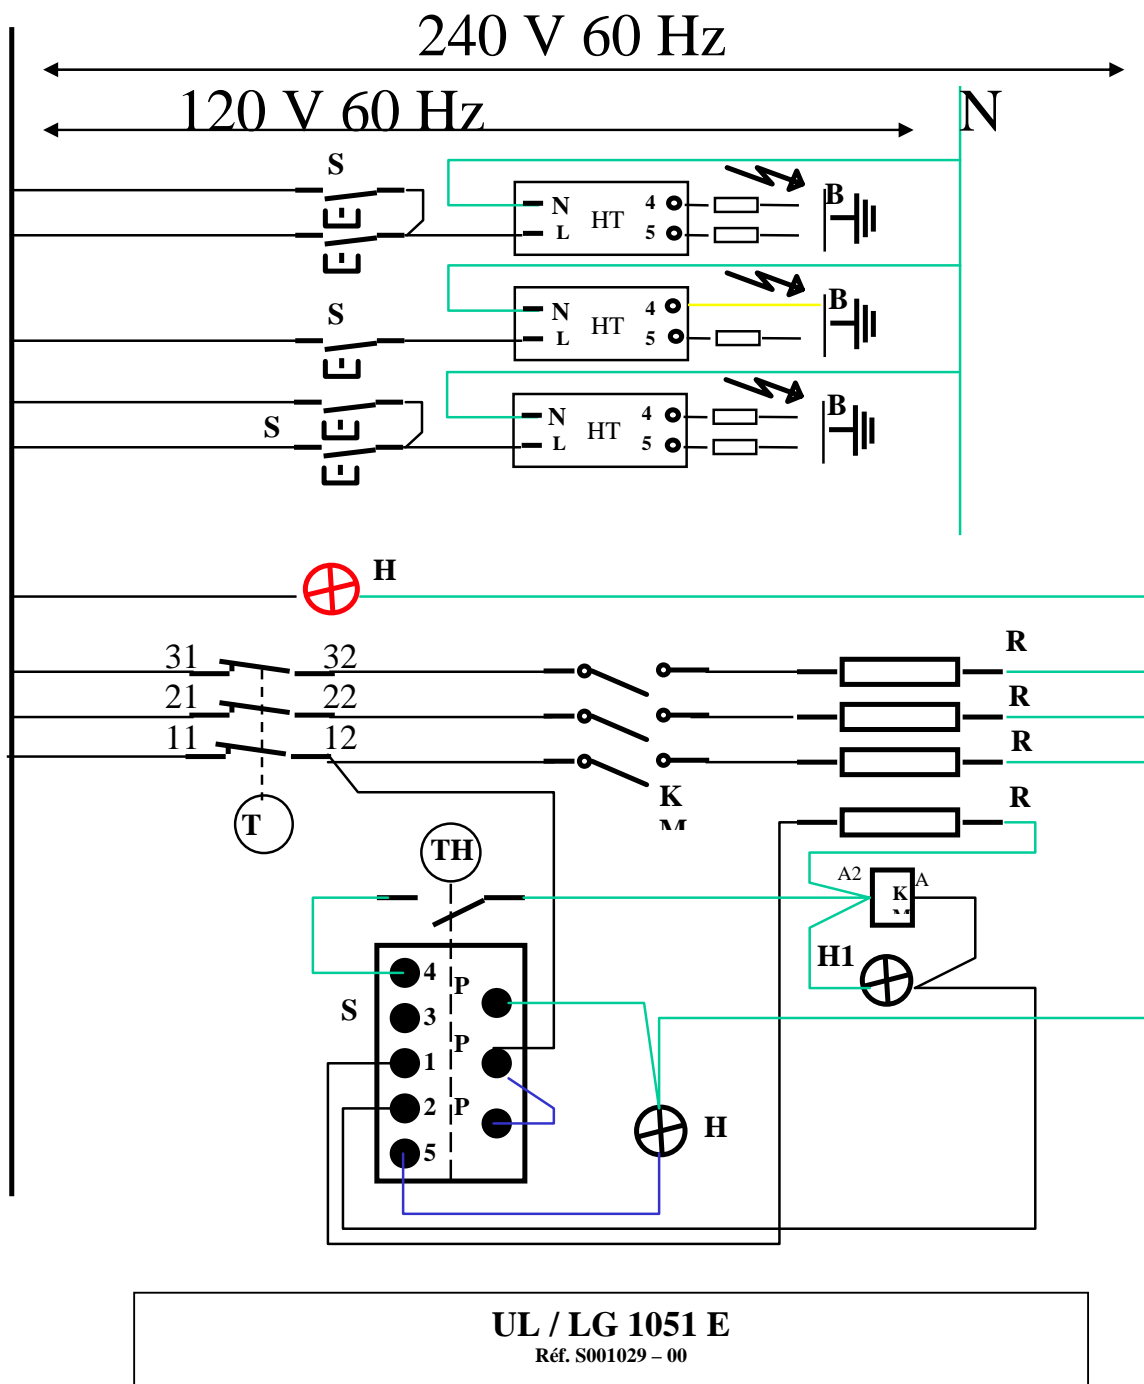 240 V 60 Hz
120 V 60 Hz N
S
N HT 4 B
L 5
S
N HT 4 B
L 5
S
N HT 4 B
L 5
H
31 32 R
21 22 R
11 12 R
K
M
R
T
TH
A2 K A
M
H1
4 P
S 3
1 P
2 P
5
H
UL / LG 1051 E
Réf. S001029 – 00